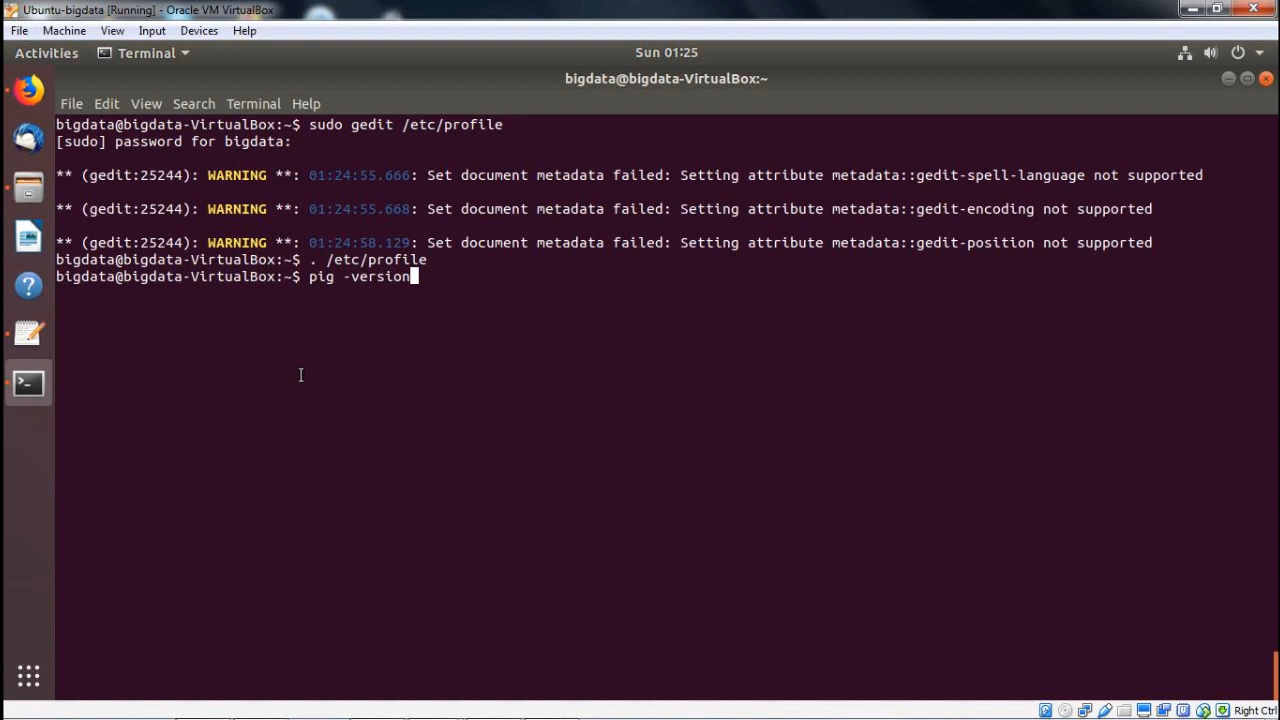 Ubuntu-bigdata [Running] - Oracle VM VirtualBox
File Machine View Input Devices Help
Activities Terminal Sun 01:25
bigdata@bigdata-VirtualBox:~
File Edit View Search Terminal Help
bigdata@bigdata-VirtualBox:~$ sudo gedit /etc/profile
[sudo] password for bigdata:
** (gedit:25244): WARNING **: 01:24:55.666: Set document metadata failed: Setting attribute metadata::gedit-spell-language not supported
** (gedit:25244): WARNING **: 01:24:55.668: Set document metadata failed: Setting attribute metadata::gedit-encoding not supported
** (gedit:25244): WARNING **: 01:24:58.129: Set document metadata failed: Setting attribute metadata::gedit-position not supported
bigdata@bigdata-VirtualBox:~$ . /etc/profile
bigdata@bigdata-VirtualBox:~$ pig -version
Right Ctrl